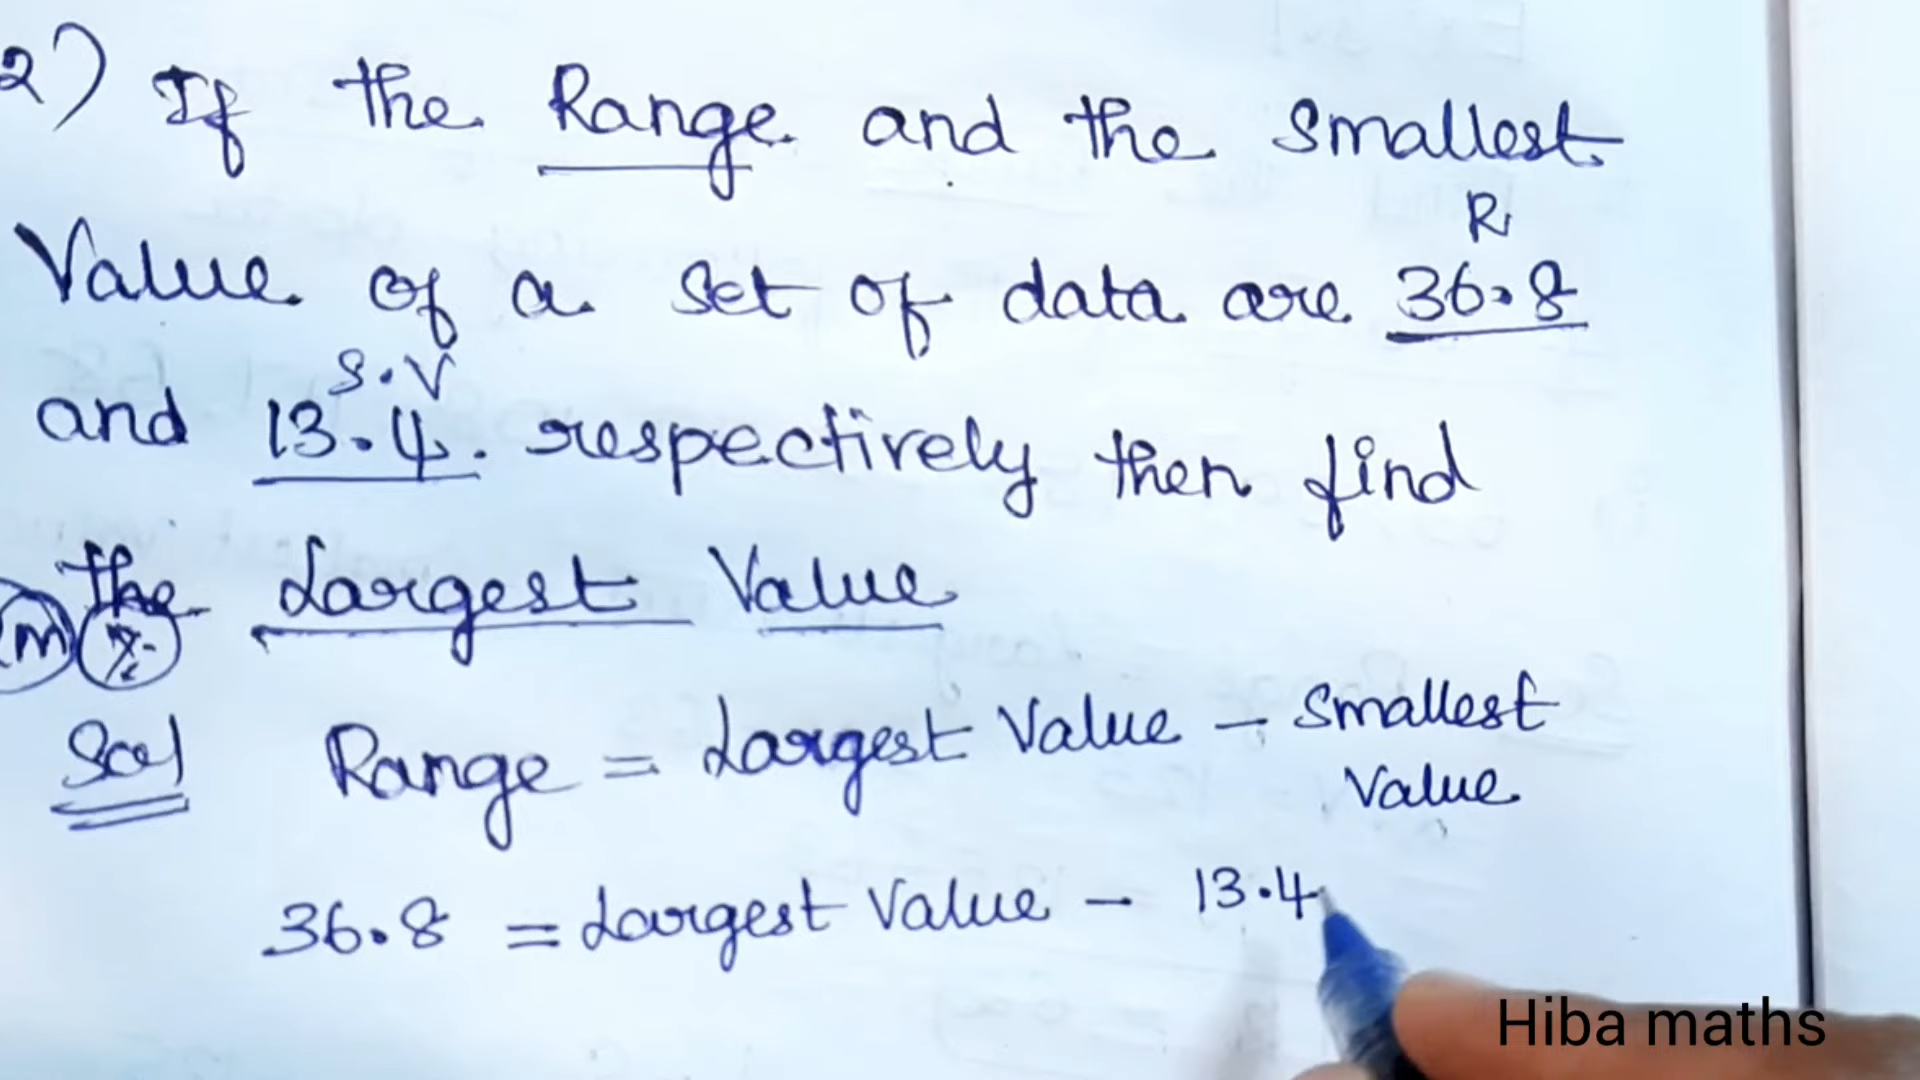 2) If the Range and the Smallest
R
Value of a set of data are 36.8
S.V
and 13.4. respectively then find
the Largest Value
m
Sol Range = Largest Value - Smallest
Value
36.8 = Largest Value - 13.4
Hiba maths